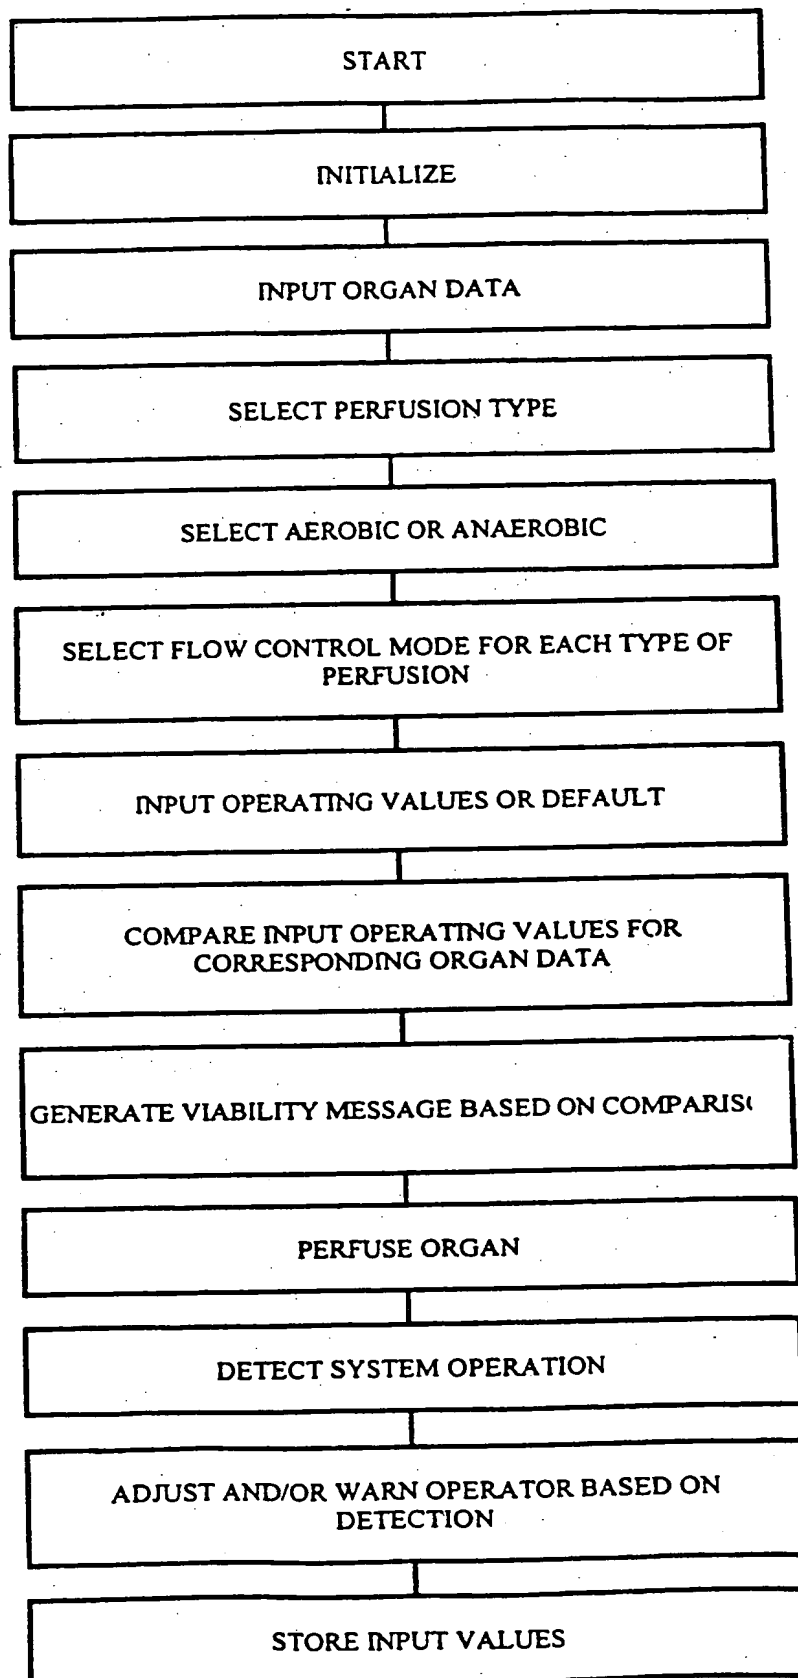 START
INITIALIZE
INPUT ORGAN DATA
SELECT PERFUSION TYPE
SELECT AEROBIC OR ANAEROBIC
SELECT FLOW CONTROL MODE FOR EACH TYPE OF
PERFUSION
INPUT OPERATING VALUES OR DEFAULT
COMPARE INPUT OPERATING VALUES FOR
CORRESPONDING ORGAN DATA
GENERATE VIABILITY MESSAGE BASED ON
PERFUSE ORGAN
DETECT SYSTEM OPERATION
ADJUST AND/OR WARN OPERATOR BASED ON
DETECTION
STORE INPUT VALUES